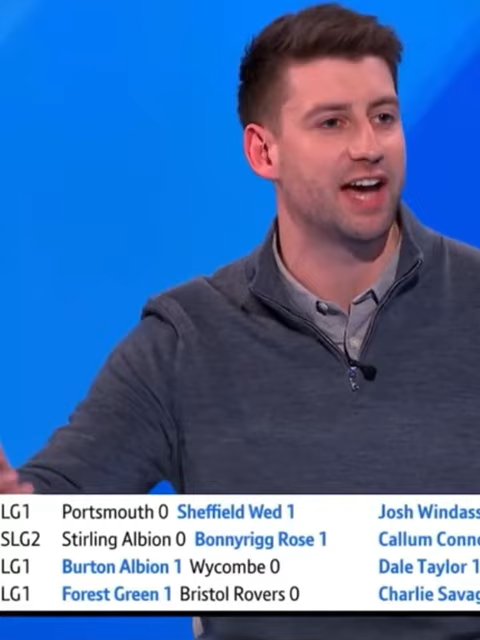 LG1 Portsmouth 0 Sheffield Wed 1 Josh Windass
SLG2 Stirling Albion 0 Bonnyrigg Rose 1 Callum Conno
LG1 Burton Albion 1 Wycombe 0 Dale Taylor 1
LG1 Forest Green 1 Bristol Rovers 0 Charlie Savag